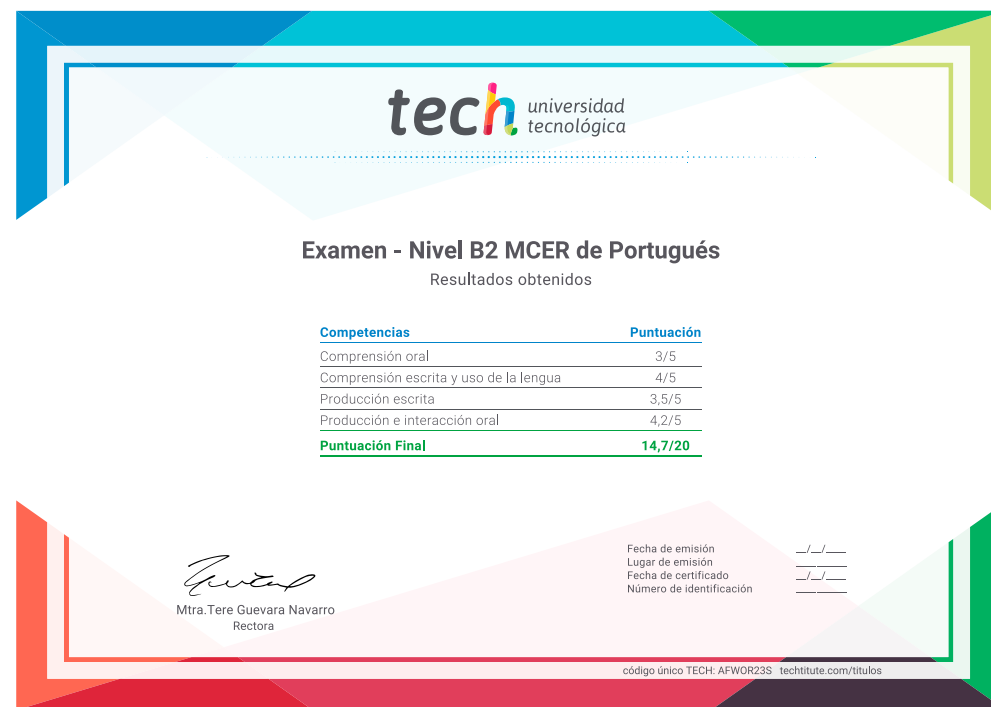 tech universidad
tecnológica
Examen - Nivel B2 MCER de Portugués
Resultados obtenidos
Competencias Puntuación
Comprensión oral 3/5
Comprensión escrita y uso de la lengua 4/5
Producción escrita 3,5/5
Producción e interacción oral 4,2/5
Puntuación Final 14,7/20
Fecha de emisión __/__/___
Lugar de emisión ________
Fecha de certificado __/__/___
Número de identificación ________
Mtra.Tere Guevara Navarro
Rectora
código único TECH: AFWOR23S techtitute.com/titulos